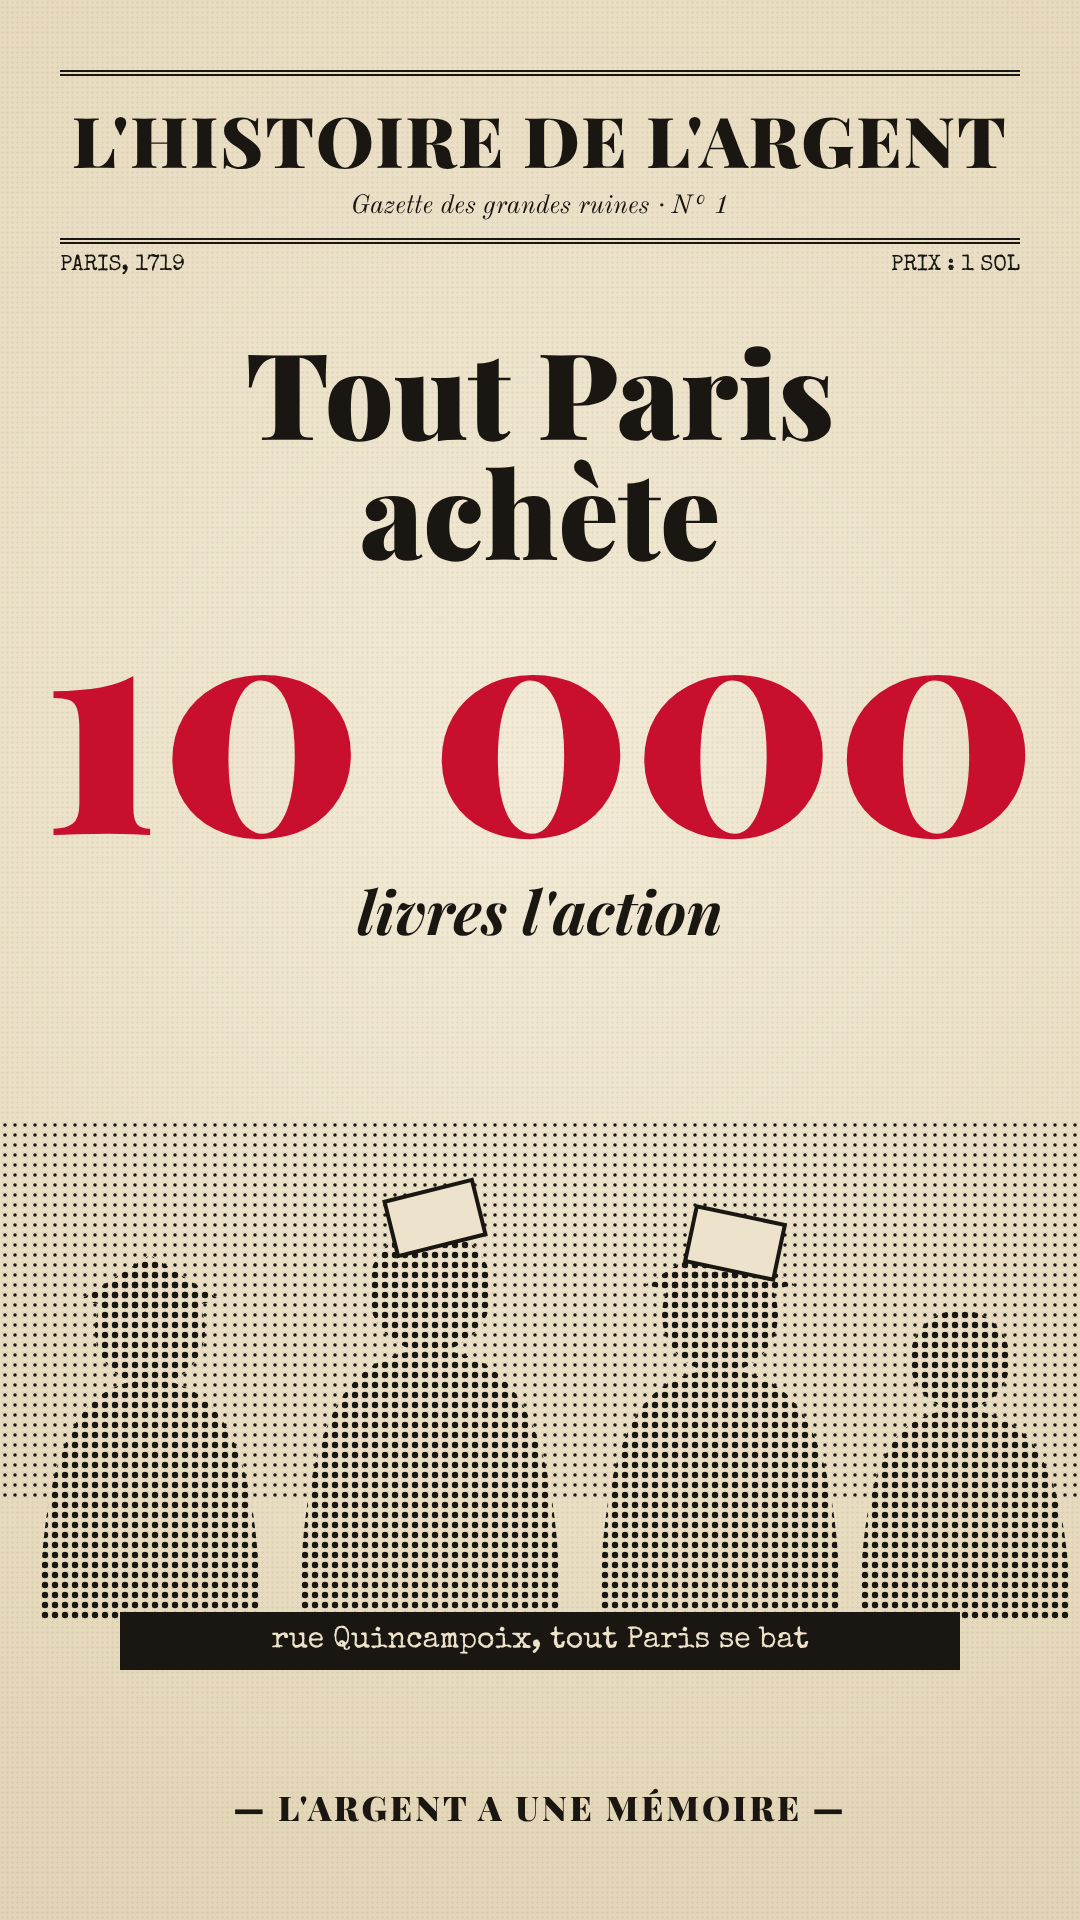 L'HISTOIRE DE L'ARGENT
Gazette des grandes ruines · Nº 1
PARIS, 1719
PRIX : 1 SOL
Tout Paris
achète
10 000
livres l'action
rue Quincampoix, tout Paris se bat
— L'ARGENT A UNE MÉMOIRE —